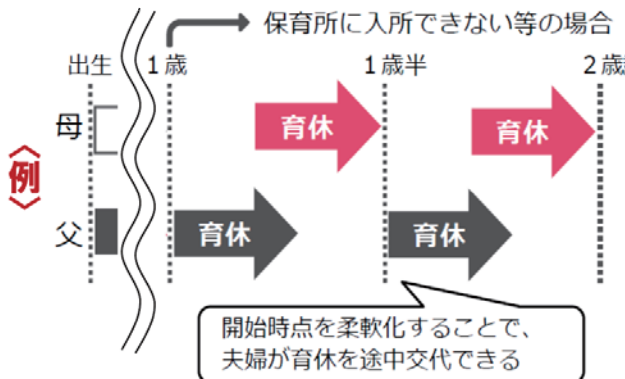 保育所に入所できない等の場合
出生 1歳 1歳半 2歳
〈例〉
母 育休 育休
父 育休 育休
開始時点を柔軟化することで、
夫婦が育休を途中交代できる